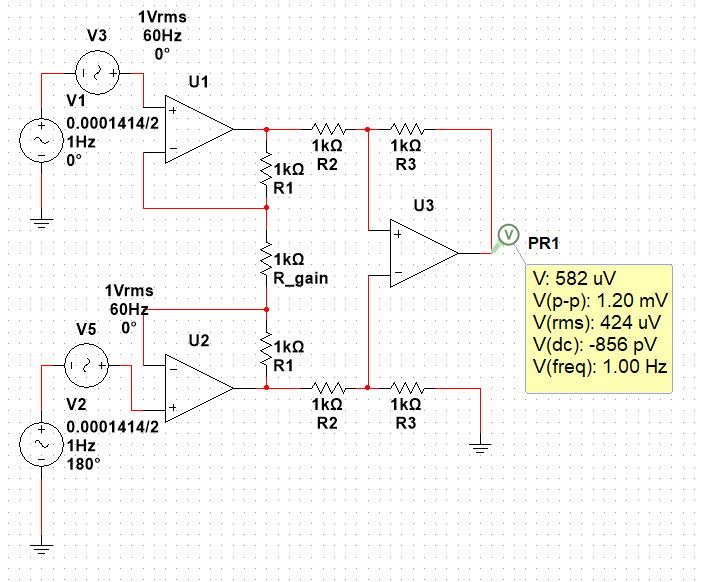 1Vrms
60Hz
0°
V3
U1
V1
0.0001414/2
1Hz
0°
1kΩ
R1
1kΩ
R2
1kΩ
R3
U3
PR1
V: 582 uV
V(p-p): 1.20 mV
V(rms): 424 uV
V(dc): -856 pV
V(freq): 1.00 Hz
1kΩ
R_gain
1Vrms
60Hz
0°
V5
U2
1kΩ
R1
V2
0.0001414/2
1Hz
180°
1kΩ
R2
1kΩ
R3
V